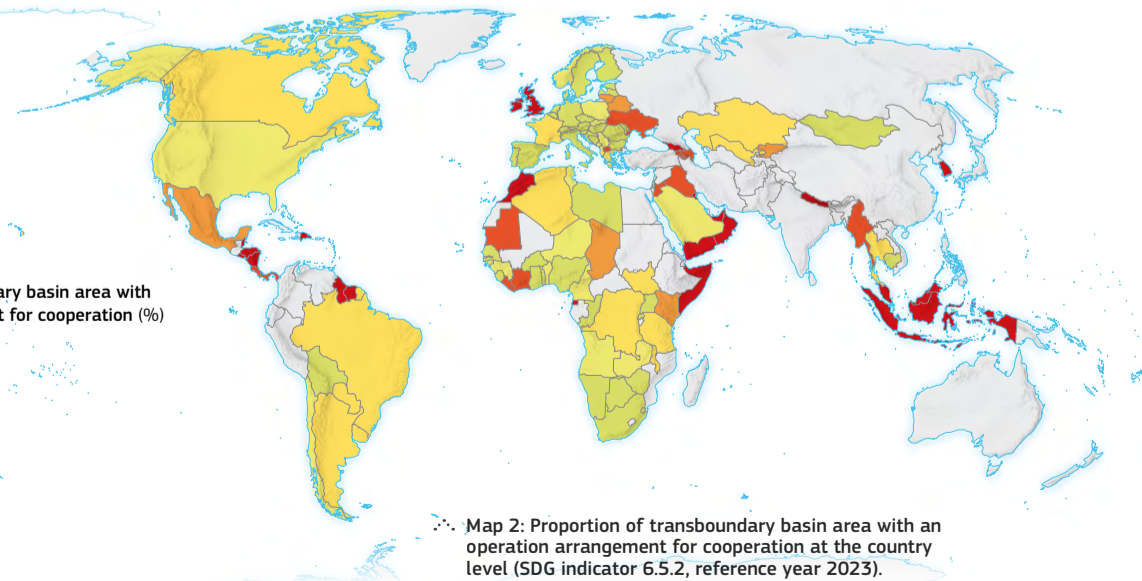 ary basin area with
t for cooperation (%)
Map 2: Proportion of transboundary basin area with an
operation arrangement for cooperation at the country
level (SDG indicator 6.5.2, reference year 2023).